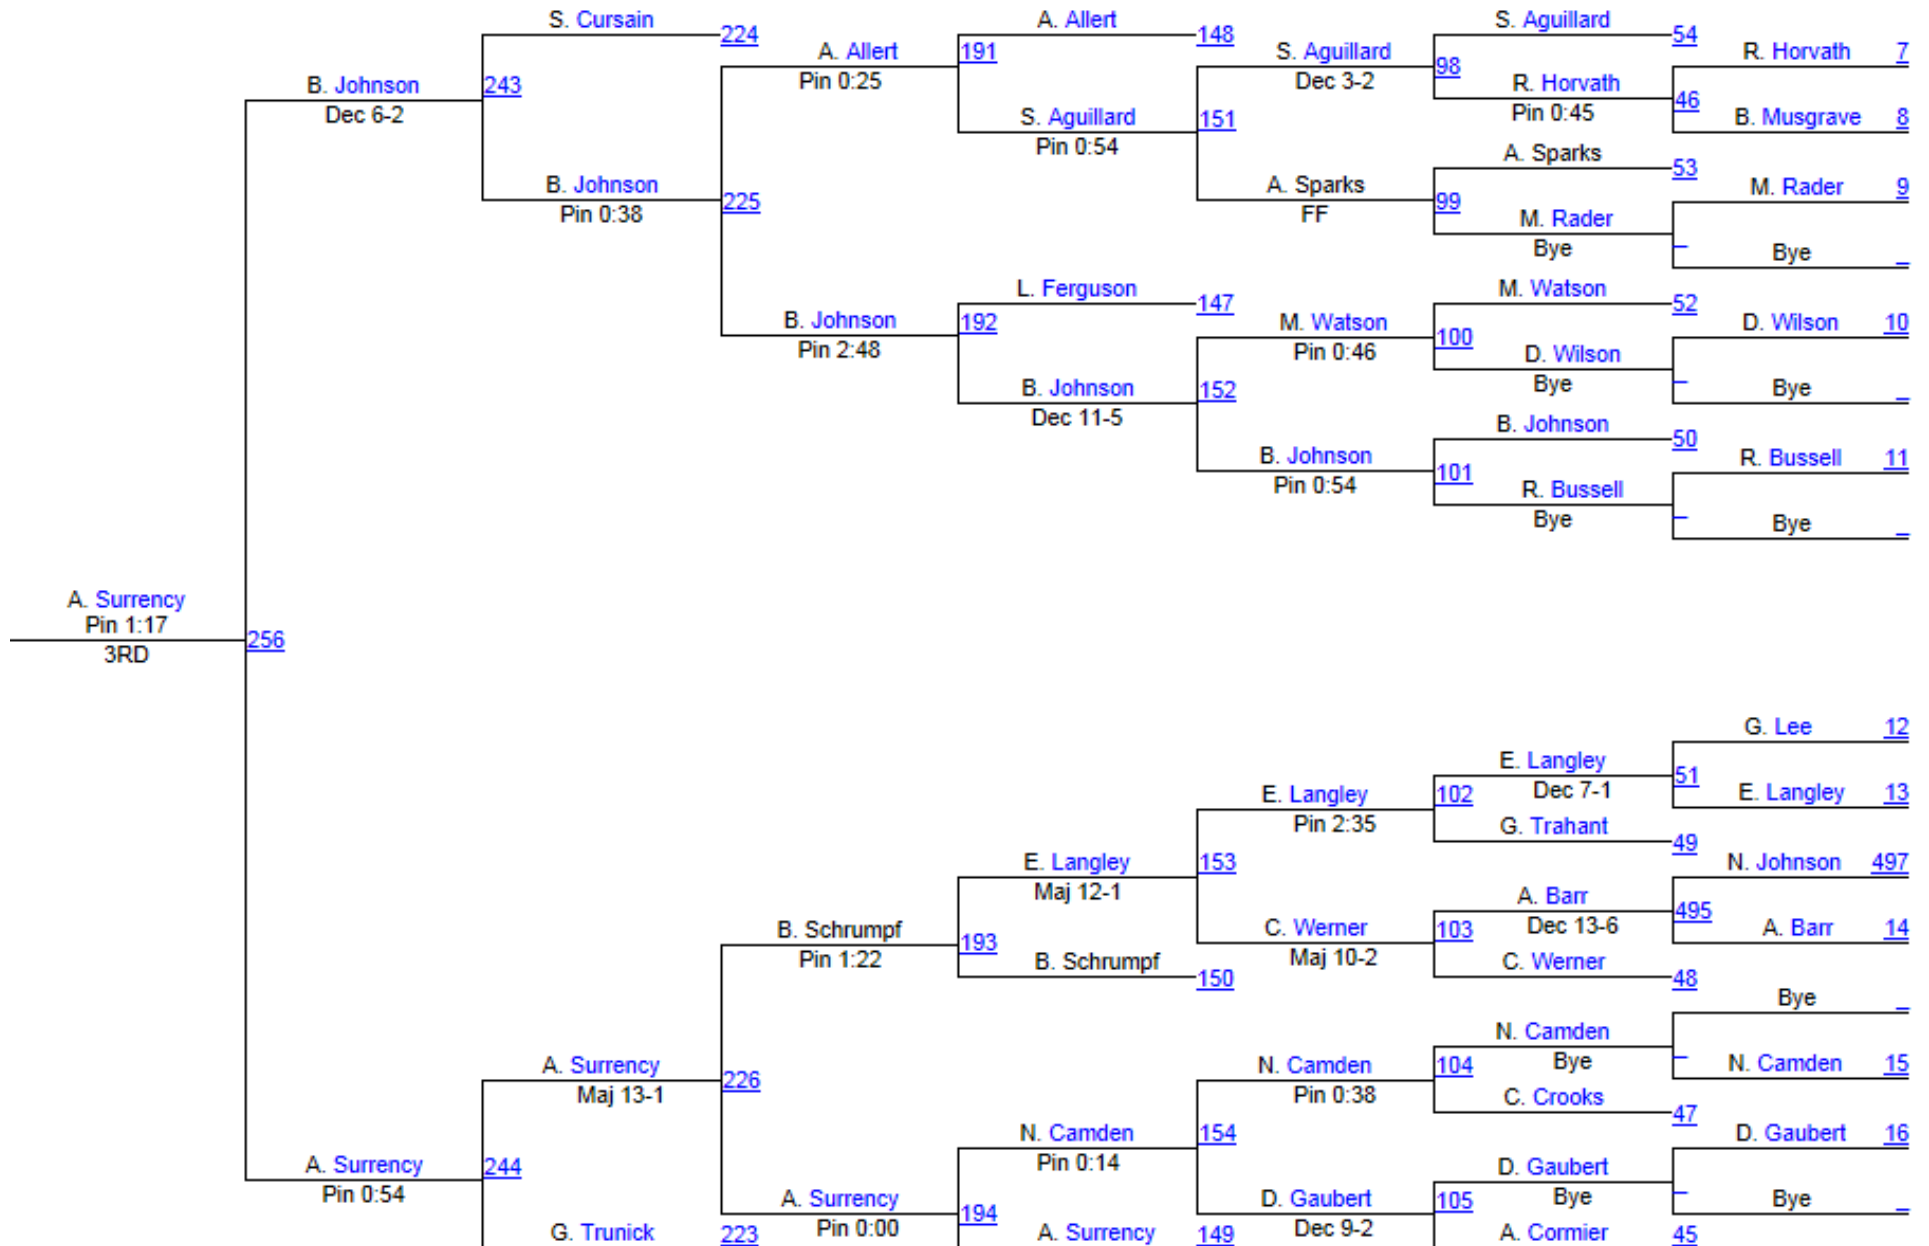 S. Cursain
224
A. Allert
148
S. Aguillard
54
B. Johnson
Dec 6-2
243
A. Allert
Pin 0:25
191
S. Aguillard
Dec 3-2
98
R. Horvath
7
R. Horvath
Pin 0:45
46
B. Musgrave
8
S. Aguillard
Pin 0:54
151
A. Sparks
53
B. Johnson
Pin 0:38
225
A. Sparks
FF
99
M. Rader
9
M. Rader
Bye
_
Bye
_
L. Ferguson
147
M. Watson
52
B. Johnson
Pin 2:48
192
M. Watson
Pin 0:46
100
D. Wilson
10
D. Wilson
Bye
_
Bye
_
B. Johnson
Dec 11-5
152
B. Johnson
50
B. Johnson
Pin 0:54
101
R. Bussell
11
R. Bussell
Bye
_
Bye
_
A. Surrency
Pin 1:17
3RD
256
G. Lee
12
E. Langley
Dec 7-1
51
E. Langley
Pin 2:35
102
E. Langley
13
G. Trahant
49
E. Langley
Maj 12-1
153
N. Johnson
497
A. Barr
Dec 13-6
495
B. Schrumpf
Pin 1:22
193
C. Werner
Maj 10-2
103
A. Barr
14
B. Schrumpf
150
C. Werner
48
Bye
_
N. Camden
Bye
_
A. Surrency
Maj 13-1
226
N. Camden
Pin 0:38
104
N. Camden
15
C. Crooks
47
N. Camden
Pin 0:14
154
D. Gaubert
16
A. Surrency
Pin 0:54
244
D. Gaubert
Bye
_
A. Surrency
Pin 0:00
194
D. Gaubert
Dec 9-2
105
Bye
_
G. Trunick
223
A. Surrency
149
A. Cormier
45